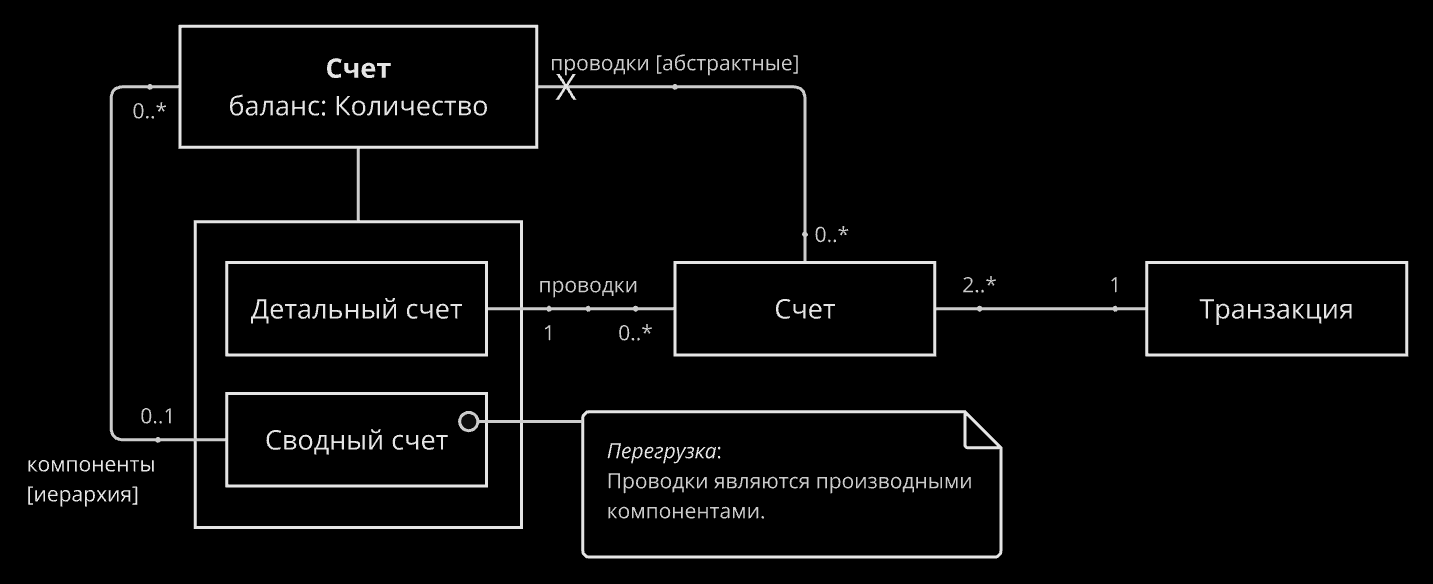 Счет
баланс: Количество
проводки [абстрактные]
0..*
0..*
Детальный счет
проводки
1
0..*
Счет
2..*
1
Транзакция
Сводный счет
0..1
компоненты
[иерархия]
Перегрузка:
Проводки являются производными
компонентами.